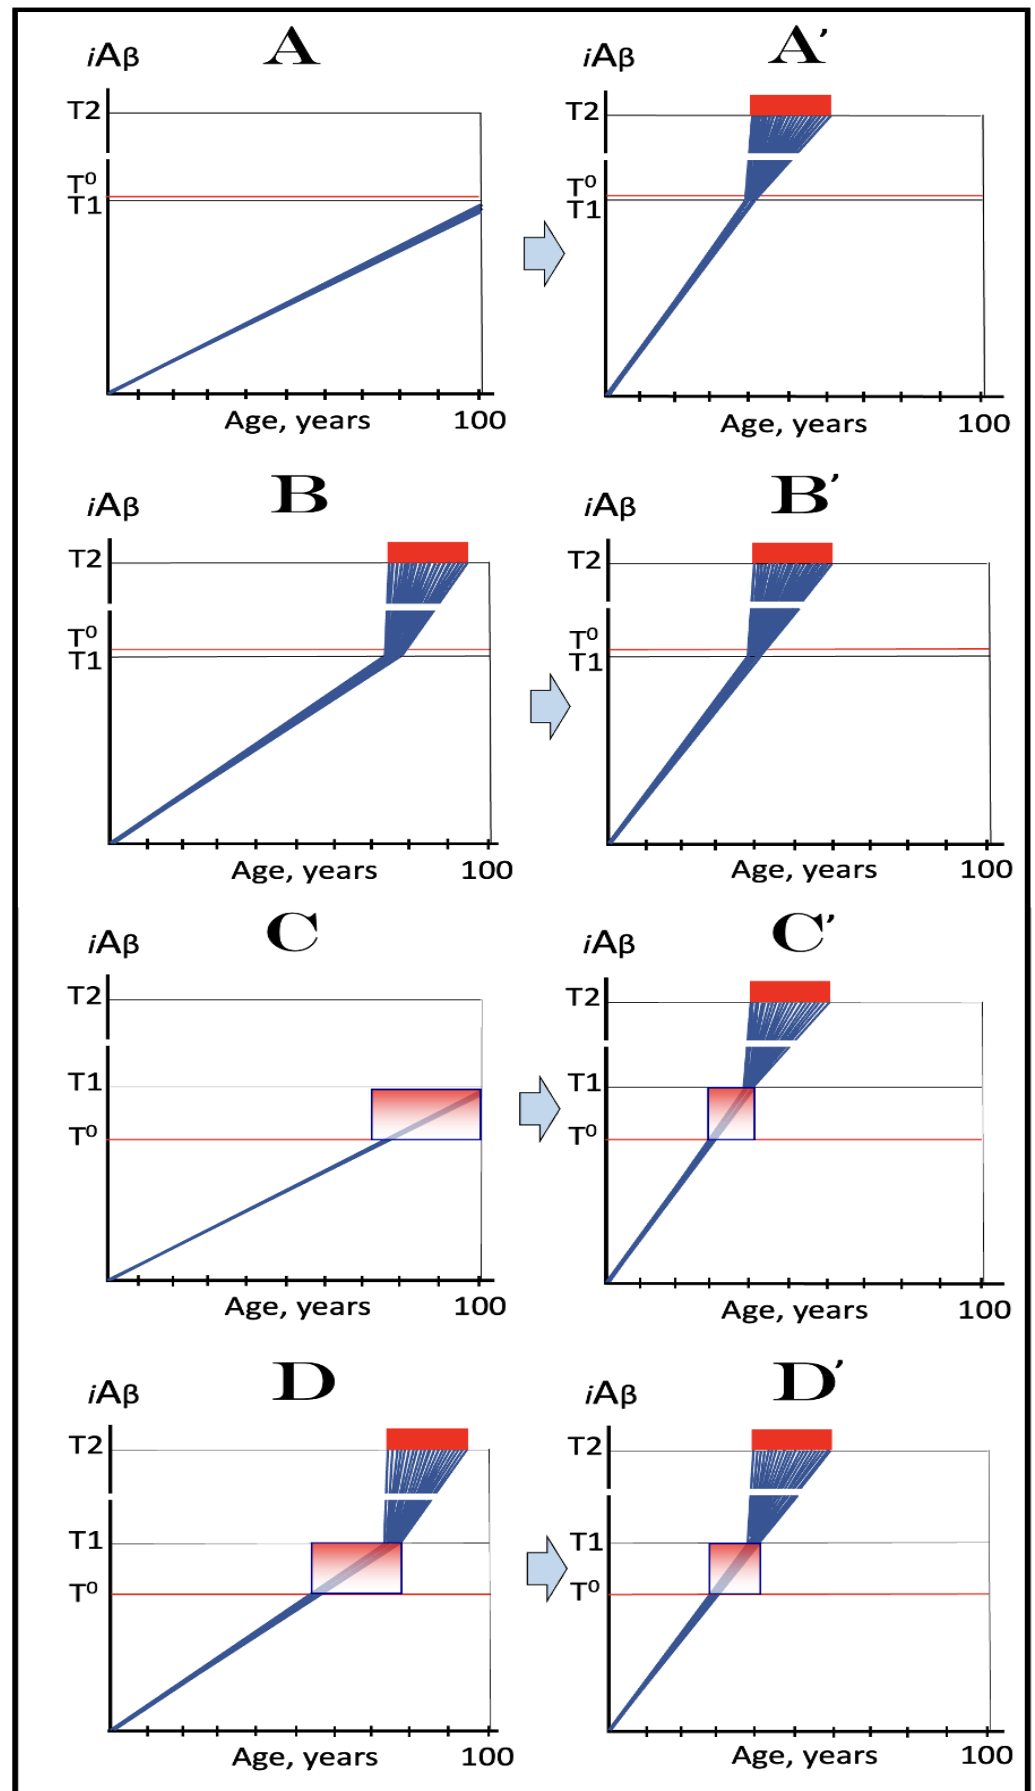 A
A'
iAβ
iAβ
T2
T2
T⁰
T⁰
T1
T1
Age, years 100
Age, years 100
B
B'
iAβ
iAβ
T2
T2
T⁰
T⁰
T1
T1
Age, years 100
Age, years 100
C
C'
iAβ
iAβ
T2
T2
T1
T1
T⁰
T⁰
Age, years 100
Age, years 100
D
D'
iAβ
iAβ
T2
T2
T1
T1
T⁰
T⁰
Age, years 100
Age, years 100